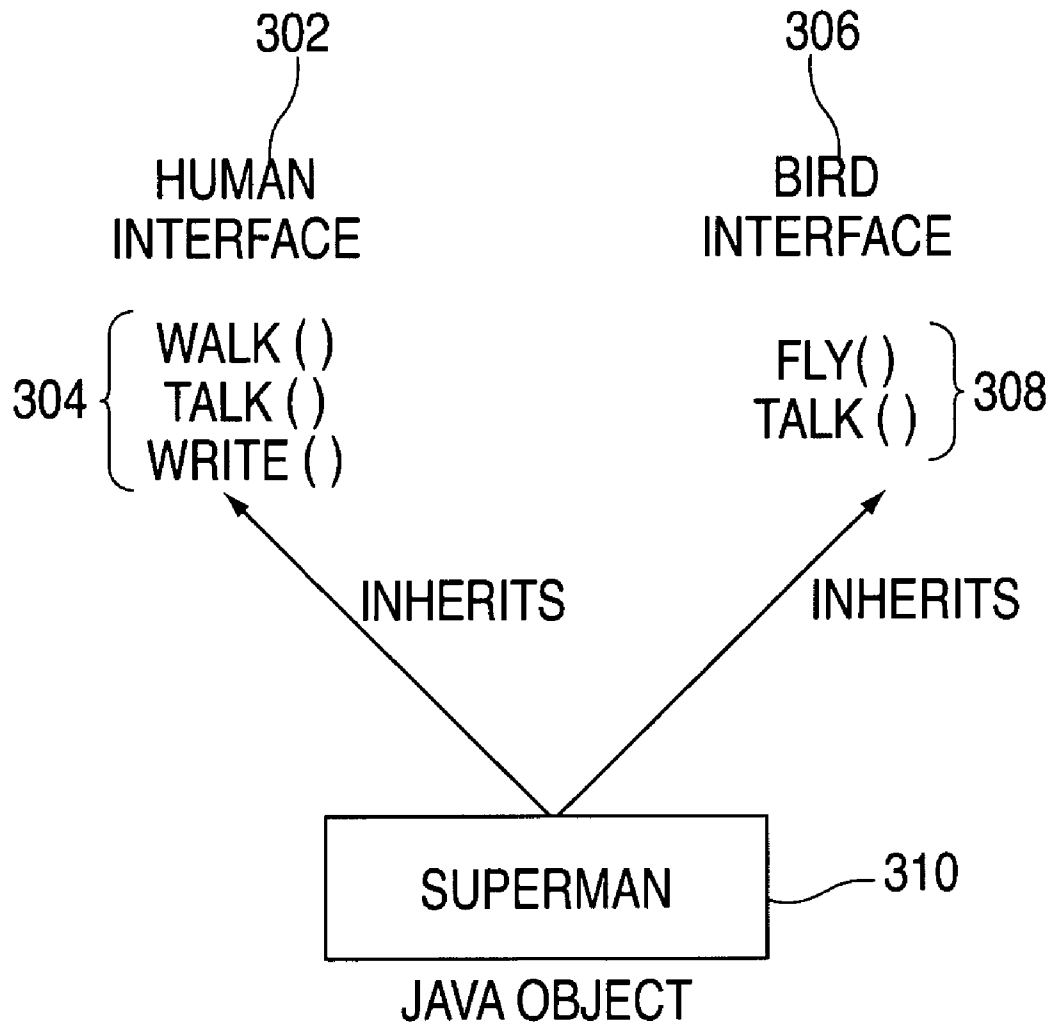 302
306
HUMAN
INTERFACE
BIRD
INTERFACE
304
WALK ( )
TALK ( )
WRITE ( )
FLY( )
TALK ( )
308
INHERITS
INHERITS
SUPERMAN
310
JAVA OBJECT